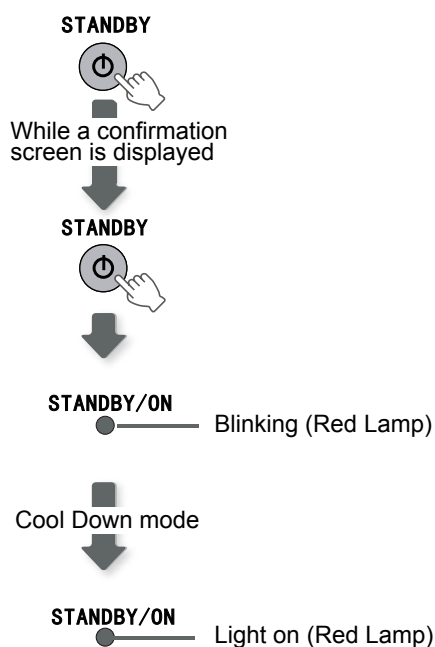 STANDBY
While a confirmation
screen is displayed
STANDBY
STANDBY/ON
Blinking (Red Lamp)
Cool Down mode
STANDBY/ON
Light on (Red Lamp)